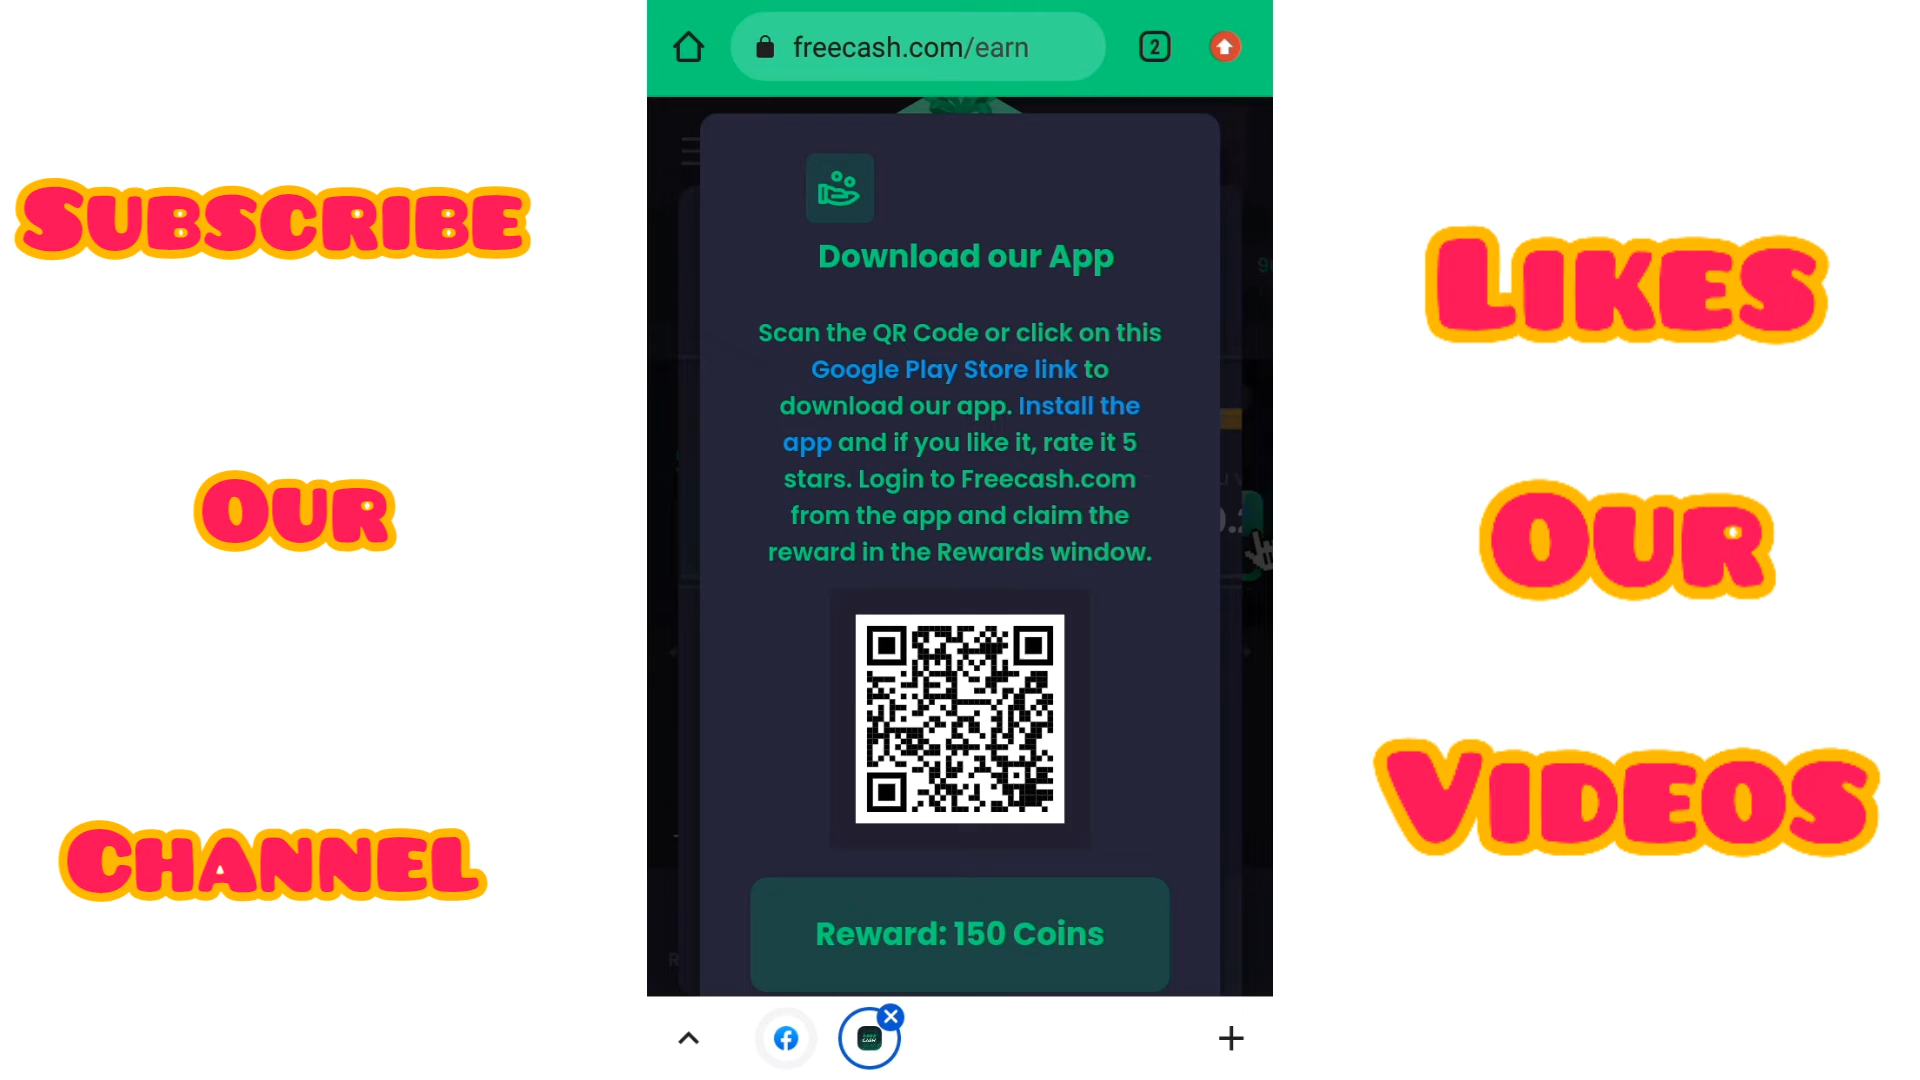 Subscribe
Our
Channel
freecash.com/earn
2
Download our App
Scan the QR Code or click on this
Google Play Store link to
download our app. Install the
app and if you like it, rate it 5
stars. Login to Freecash.com
from the app and claim the
reward in the Rewards window.
Reward: 150 Coins
Likes
Our
Videos